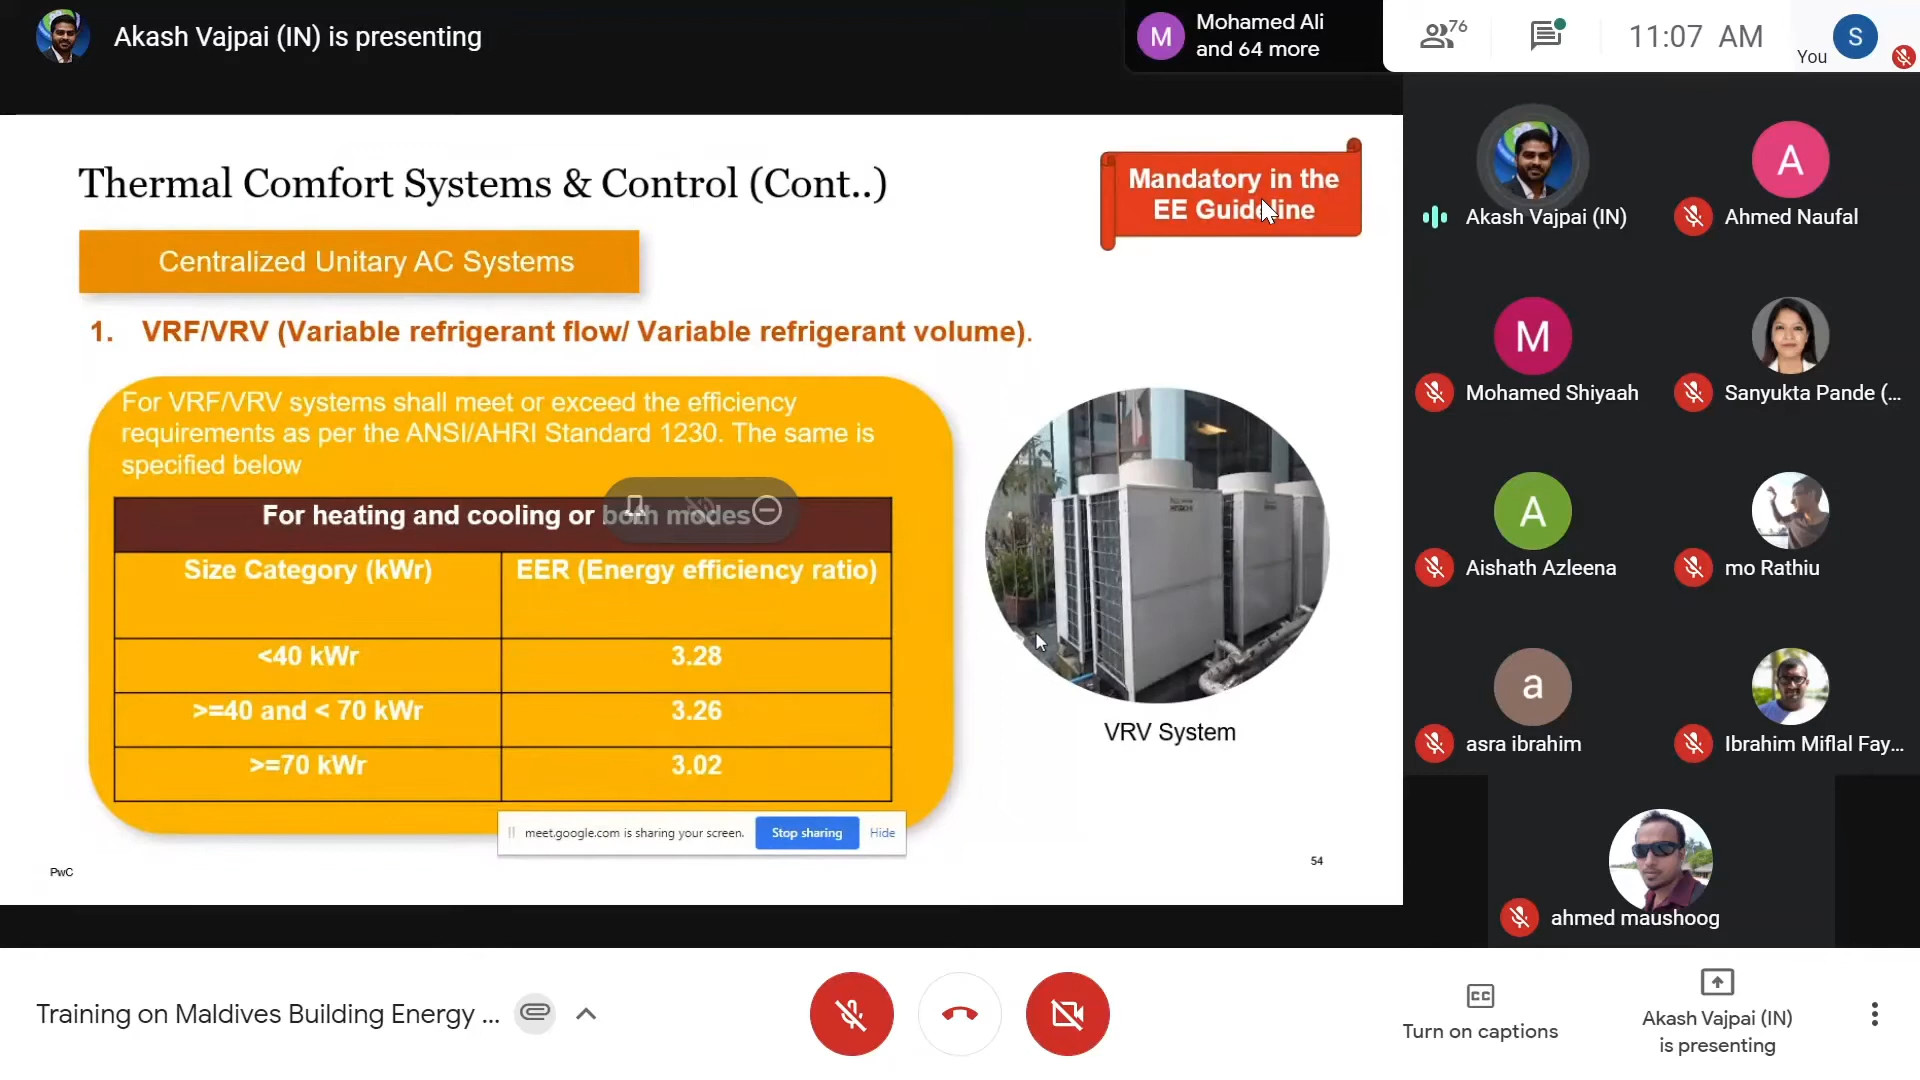 Akash Vajpai (IN) is presenting
M
Mohamed Ali
and 64 more
76
11:07 AM
You
S
Thermal Comfort Systems & Control (Cont..)
Mandatory in the
EE Guideline
Centralized Unitary AC Systems
1. VRF/VRV (Variable refrigerant flow/ Variable refrigerant volume).
For VRF/VRV systems shall meet or exceed the efficiency
requirements as per the ANSI/AHRI Standard 1230. The same is
specified below
For heating and cooling or both modes
Size Category (kWr) EER (Energy efficiency ratio)
<40 kWr 3.28
>=40 and < 70 kWr 3.26
>=70 kWr 3.02
VRV System
meet.google.com is sharing your screen. Stop sharing Hide
PwC
54
Akash Vajpai (IN)
A
Ahmed Naufal
M
Mohamed Shiyaah
Sanyukta Pande (...
A
Aishath Azleena
mo Rathiu
a
asra ibrahim
Ibrahim Miflal Fay...
ahmed maushoog
Training on Maldives Building Energy ...
CC
Turn on captions
Akash Vajpai (IN)
is presenting